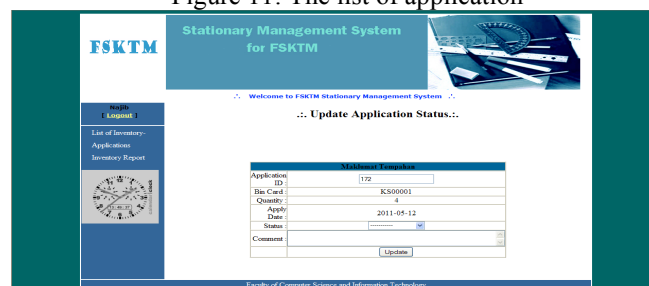 Figure 11: The list of application
FSKTM
Stationary Management System
for FSKTM
.:. Welcome to FSKTM Stationary Management System .:.
Najib
[ Logout ]
.:. Update Application Status.:.
List of Inventory-
Applications
Inventory Report
Maklumat Tempahan
Application ID : 172
Bin Card : KS00001
Quantity : 4
Apply Date : 2011-05-12
Status : ----------
Comment :
Update
Faculty of Computer Science and Information Technology